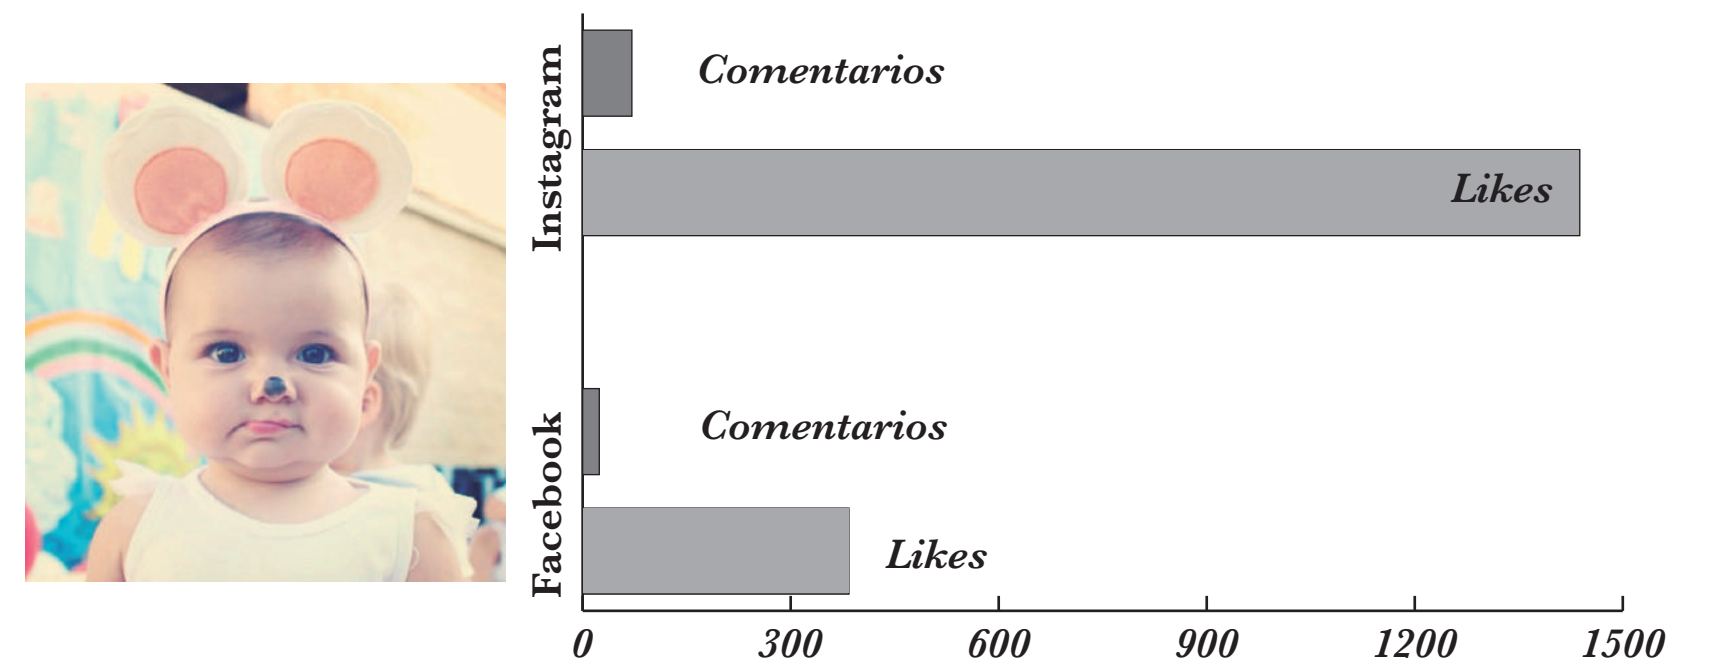 Instagram
Comentarios
Likes
Facebook
Comentarios
Likes
0 300 600 900 1200 1500